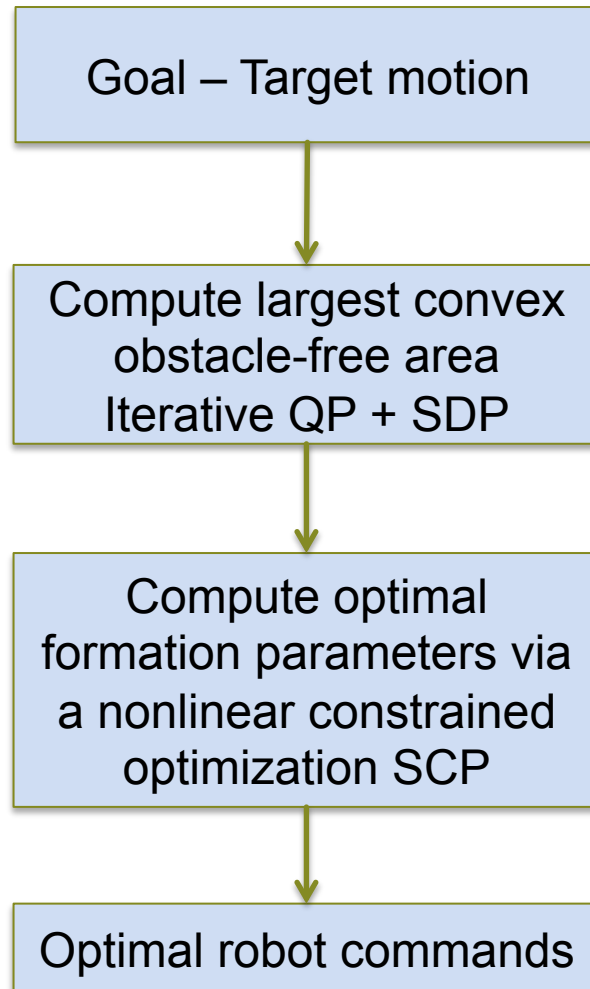 Goal – Target motion
Compute largest convex
obstacle-free area
Iterative QP + SDP
Compute optimal
formation parameters via
a nonlinear constrained
optimization SCP
Optimal robot commands